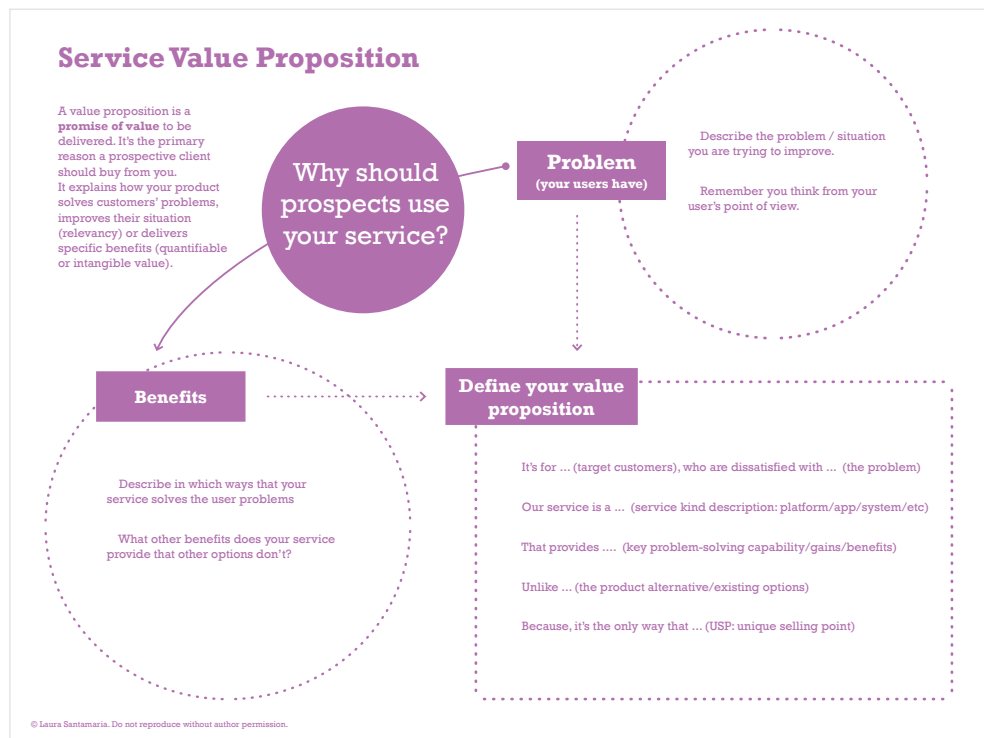 Service Value Proposition
A value proposition is a
promise of value to be
delivered. It's the primary
reason a prospective client
should buy from you.
It explains how your product
solves customers' problems,
improves their situation
(relevancy) or delivers
specific benefits (quantifiable
or intangible value).
Why should
prospects use
your service?
Problem
(your users have)
Describe the problem / situation
you are trying to improve.
Remember you think from your
user's point of view.
Benefits
Describe in which ways that your
service solves the user problems
What other benefits does your service
provide that other options don't?
Define your value
proposition
It's for ... (target customers), who are dissatisfied with ... (the problem)
Our service is a ... (service kind description: platform/app/system/etc)
That provides .... (key problem-solving capability/gains/benefits)
Unlike ... (the product alternative/existing options)
Because, it's the only way that ... (USP: unique selling point)
© Laura Santamaria. Do not reproduce without author permission.